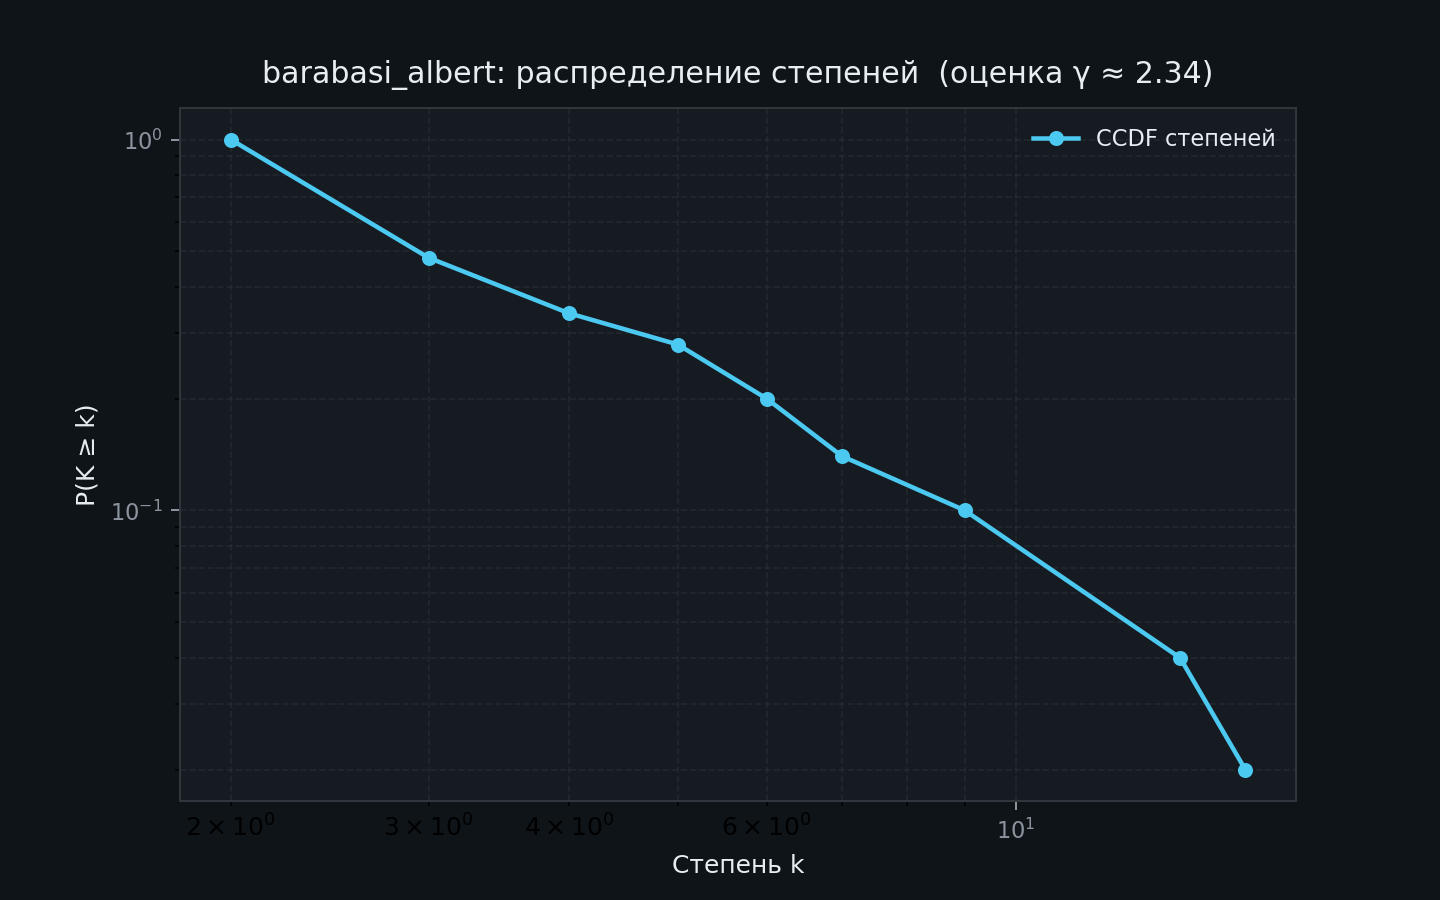 barabasi_albert: распределение степеней (оценка γ ≈ 2.34)
CCDF степеней
10⁰
10⁻¹
P(K ≥ k)
2 × 10⁰
3 × 10⁰
4 × 10⁰
6 × 10⁰
10¹
Степень k